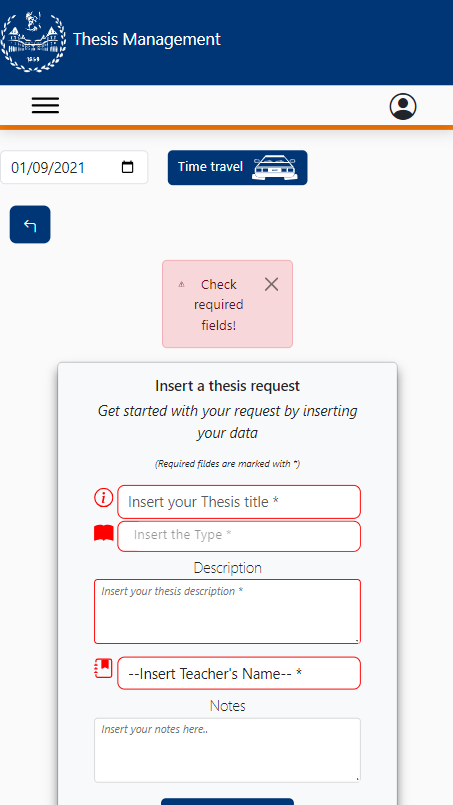 1859
Thesis Management
01/09/2021
Time travel
Check
required
fields!
Insert a thesis request
Get started with your request by inserting
your data
(Required fildes are marked with *)
Insert your Thesis title *
Insert the Type *
Description
Insert your thesis description *
--Insert Teacher's Name-- *
Notes
Insert your notes here..